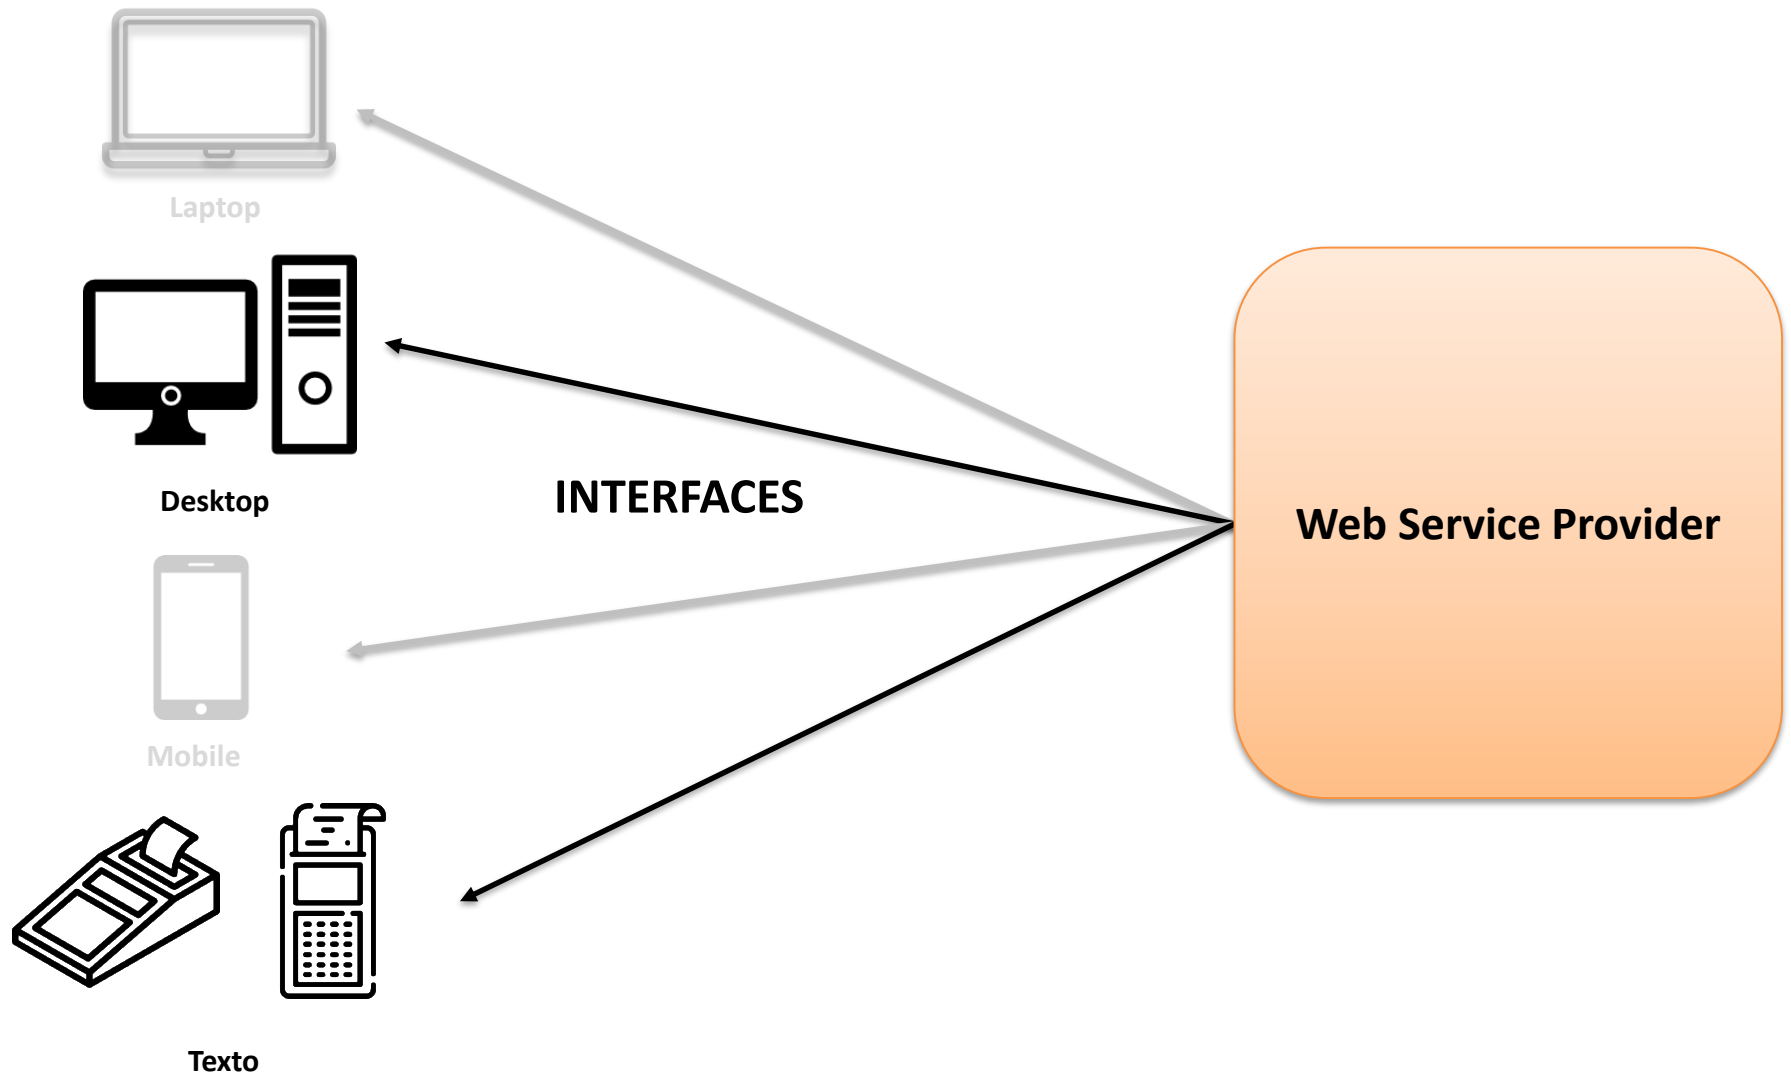 Laptop
Desktop
INTERFACES
Web Service Provider
Mobile
Texto